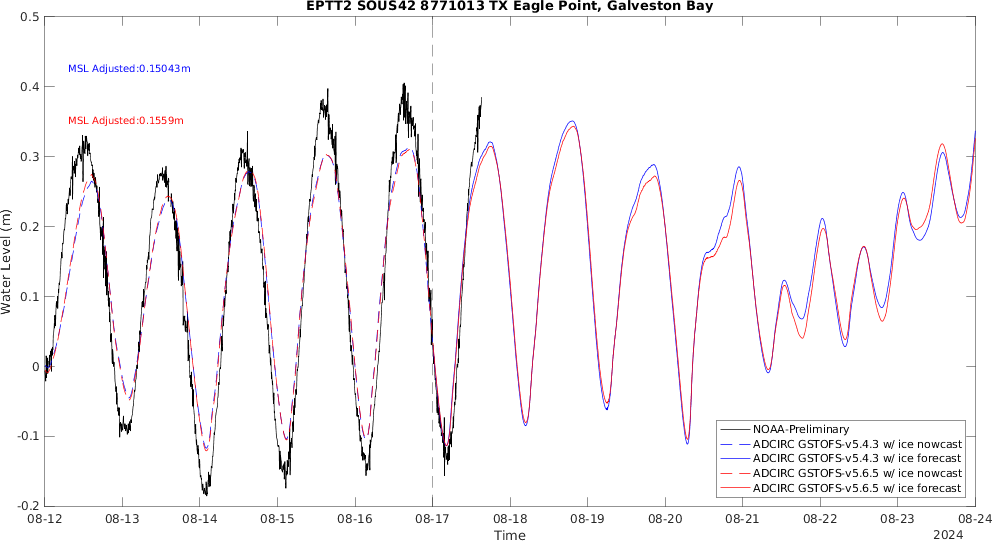 EPTT2 SOUS42 8771013 TX Eagle Point, Galveston Bay
0.5
0.4
0.3
0.2
0.1
0
-0.1
-0.2
Water Level (m)
MSL Adjusted:0.15043m
MSL Adjusted:0.1559m
NOAA-Preliminary
ADCIRC GSTOFS-v5.4.3 w/ ice nowcast
ADCIRC GSTOFS-v5.4.3 w/ ice forecast
ADCIRC GSTOFS-v5.6.5 w/ ice nowcast
ADCIRC GSTOFS-v5.6.5 w/ ice forecast
08-12 08-13 08-14 08-15 08-16 08-17 08-18 08-19 08-20 08-21 08-22 08-23 08-24
Time
2024